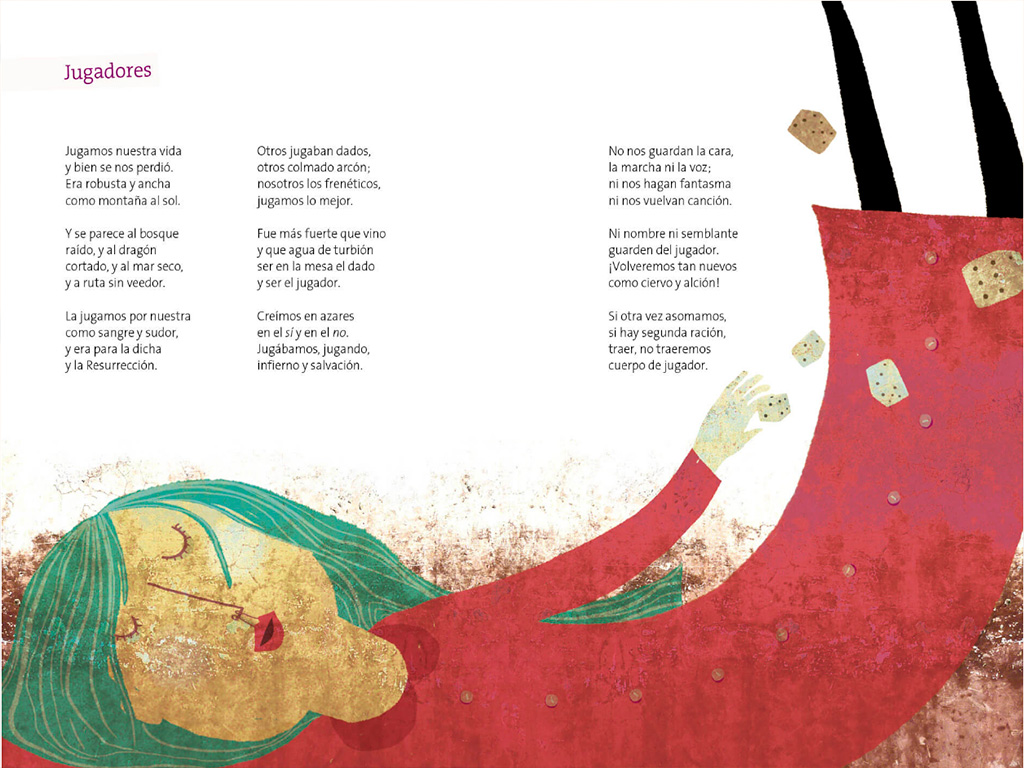 Jugadores
Jugamos nuestra vida
y bien se nos perdió.
Era robusta y ancha
como montaña al sol.
Y se parece al bosque
raído, y al dragón
cortado, y al mar seco,
y a ruta sin veedor.
La jugamos por nuestra
como sangre y sudor,
y era para la dicha
y la Resurrección.
Otros jugaban dados,
otros colmado arcón;
nosotros los frenéticos,
jugamos lo mejor.
Fue más fuerte que vino
y que agua de turbión
ser en la mesa el dado
y ser el jugador.
Creímos en azares
en el sí y en el no.
Jugábamos, jugando,
infierno y salvación.
No nos guardan la cara,
la marcha ni la voz;
ni nos hagan fantasma
ni nos vuelvan canción.
Ni nombre ni semblante
guarden del jugador.
¡Volveremos tan nuevos
como ciervo y alción!
Si otra vez asomamos,
si hay segunda ración,
traer, no traeremos
cuerpo de jugador.